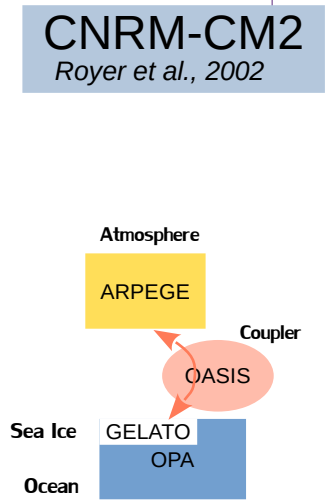 CNRM-CM2
Royer et al., 2002
Atmosphere
ARPEGE
Coupler
OASIS
Sea Ice GELATO
OPA
Ocean